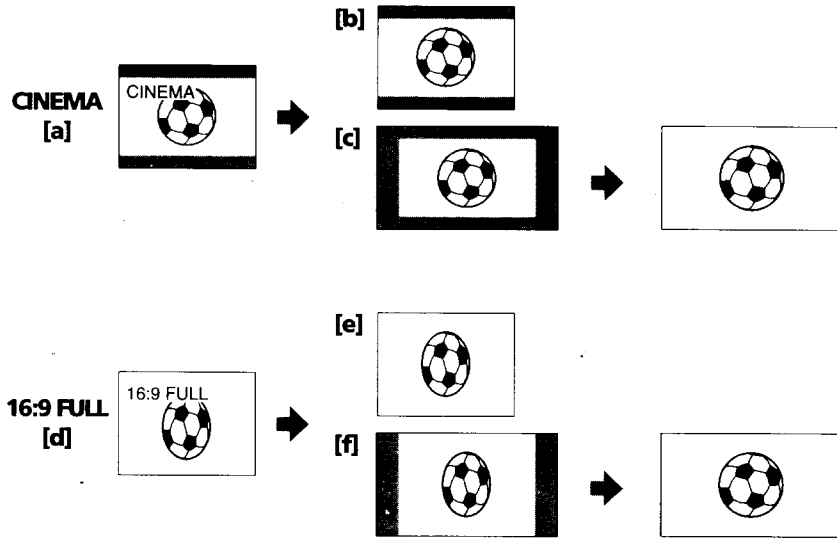 [b]
CINEMA
CINEMA
[a]
[c]
[e]
16:9 FULL
16:9 FULL
[d]
[f]